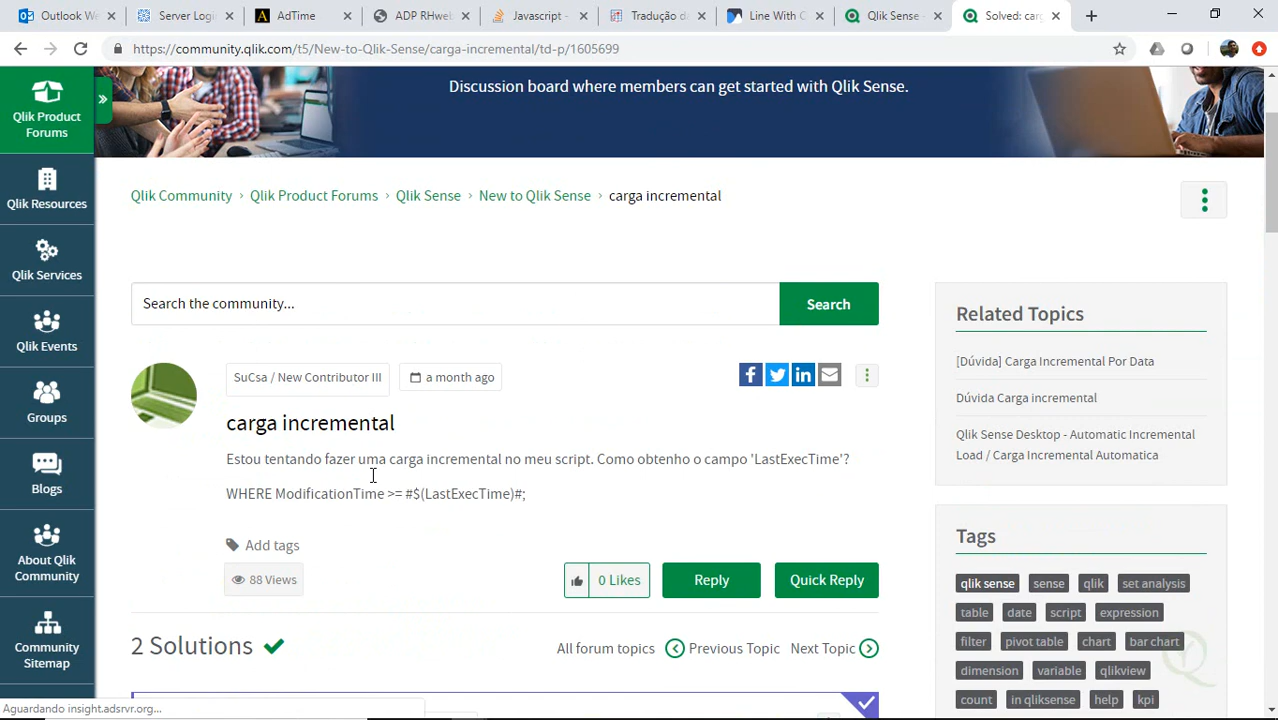 Outlook We
Server Logi
AdTime
ADP RHweb
Javascript -
Tradução da
Line With C
Qlik Sense
Solved: carg
https://community.qlik.com/t5/New-to-Qlik-Sense/carga-incremental/td-p/1605699
Discussion board where members can get started with Qlik Sense.
Qlik Product
Forums
Qlik Resources
Qlik Services
Qlik Events
Groups
Blogs
About Qlik
Community
Community
Sitemap
Qlik Community › Qlik Product Forums › Qlik Sense › New to Qlik Sense › carga incremental
Search the community...
Search
SuCsa / New Contributor III
a month ago
carga incremental
Estou tentando fazer uma carga incremental no meu script. Como obtenho o campo 'LastExecTime'?
WHERE ModificationTime >= #$(LastExecTime)#;
Add tags
88 Views
0 Likes
Reply
Quick Reply
2 Solutions
All forum topics
Previous Topic
Next Topic
Related Topics
[Dúvida] Carga Incremental Por Data
Dúvida Carga incremental
Qlik Sense Desktop - Automatic Incremental
Load / Carga Incremental Automatica
Tags
qlik sense sense qlik set analysis
table date script expression
filter pivot table chart bar chart
dimension variable qlikview
count in qliksense help kpi
Aguardando insight.adsrvr.org...